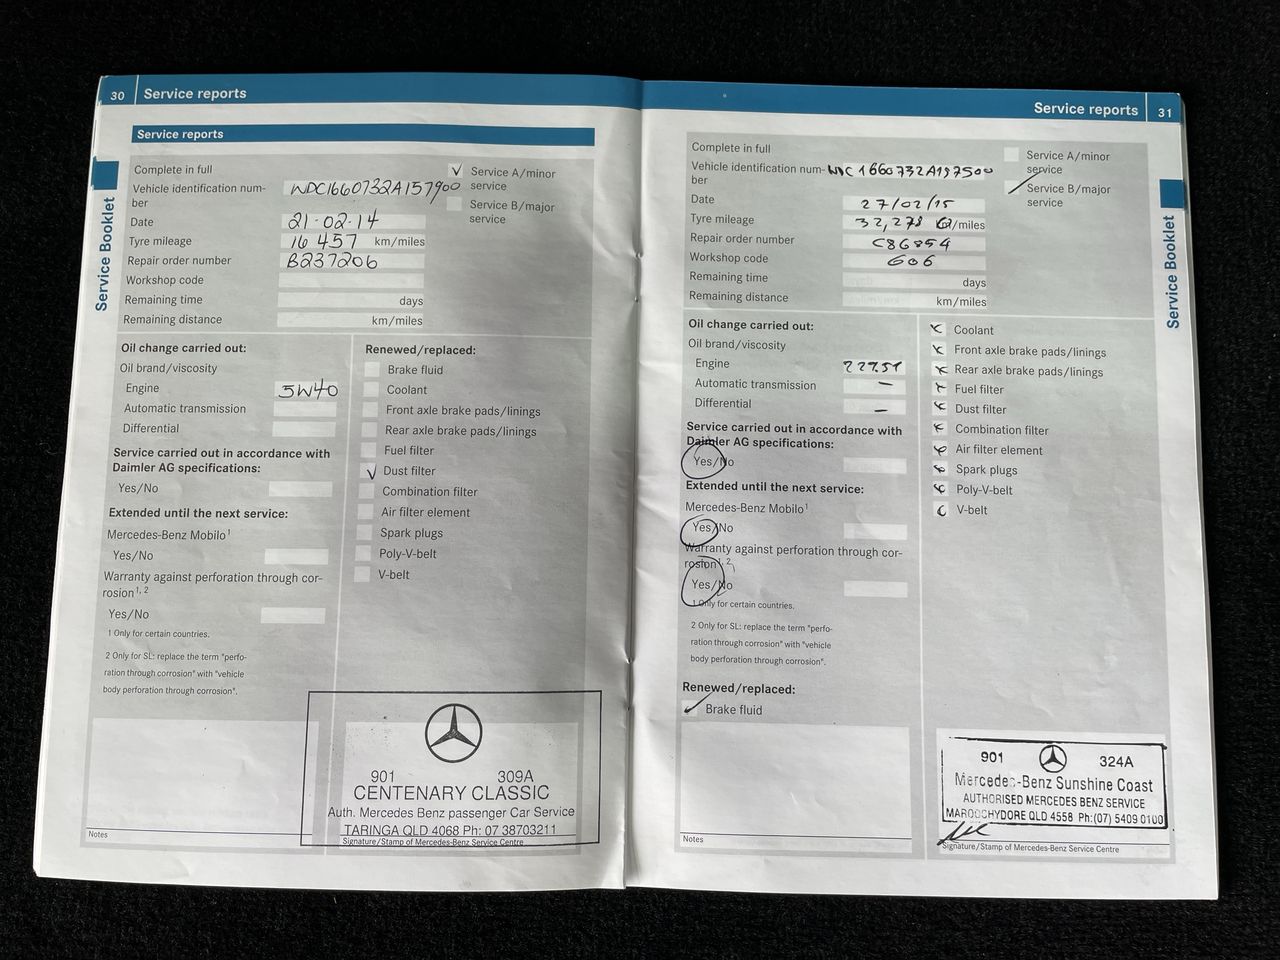 30 Service reports
Service reports
Complete in full
Vehicle identification num-
ber
WDC1660732A157900
Date 21-02-14
Tyre mileage 16 457 km/miles
Repair order number B237206
Workshop code
Remaining time days
Remaining distance km/miles
✓ Service A/minor
service
Service B/major
service
Service Booklet
Oil change carried out:
Oil brand/viscosity
Engine 5W40
Automatic transmission
Differential
Service carried out in accordance with
Daimler AG specifications:
Yes/No
Extended until the next service:
Mercedes-Benz Mobilo¹
Yes/No
Warranty against perforation through cor-
rosion¹,²
Yes/No
1 Only for certain countries.
2 Only for SL: replace the term "perfo-
ration through corrosion" with "vehicle
body perforation through corrosion".
Renewed/replaced:
Brake fluid
Coolant
Front axle brake pads/linings
Rear axle brake pads/linings
Fuel filter
✓ Dust filter
Combination filter
Air filter element
Spark plugs
Poly-V-belt
V-belt
901 309A
CENTENARY CLASSIC
Auth. Mercedes Benz passenger Car Service
TARINGA QLD 4068 Ph: 07 38703211
Notes
Signature/Stamp of Mercedes-Benz Service Centre
Service reports 31
Complete in full
Vehicle identification num-
ber
Date 27/02/15
Tyre mileage 32,278 km/miles
Repair order number C86854
Workshop code 606
Remaining time days
Remaining distance km/miles
Service A/minor
service
Service B/major
service
Service Booklet
Oil change carried out:
Oil brand/viscosity
Engine 229.51
Automatic transmission –
Differential –
Service carried out in accordance with
Daimler AG specifications:
Yes/No
Extended until the next service:
Mercedes-Benz Mobilo¹
Yes/No
Warranty against perforation through cor-
rosion¹,²
Yes/No
1 Only for certain countries.
2 Only for SL: replace the term "perfo-
ration through corrosion" with "vehicle
body perforation through corrosion".
Renewed/replaced:
✓ Brake fluid
Coolant
Front axle brake pads/linings
Rear axle brake pads/linings
Fuel filter
Dust filter
Combination filter
Air filter element
Spark plugs
Poly-V-belt
V-belt
901 324A
Mercedes-Benz Sunshine Coast
AUTHORISED MERCEDES BENZ SERVICE
MAROOCHYDORE QLD 4558 Ph:(07) 5409 0100
Notes
Signature/Stamp of Mercedes-Benz Service Centre